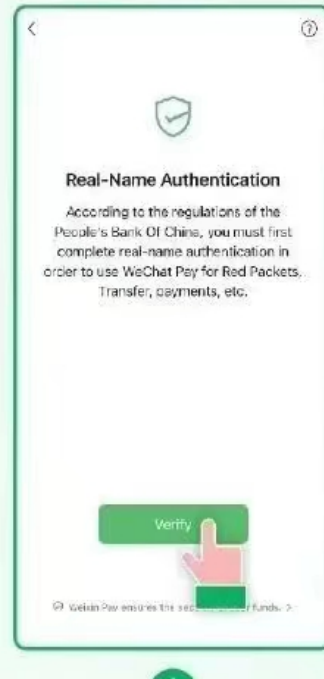 Real-Name Authentication
According to the regulations of the
People's Bank Of China, you must first
complete real-name authentication in
order to use WeChat Pay for Red Packets,
Transfer, payments, etc.
Verify
Weixin Pay ensures the funds.